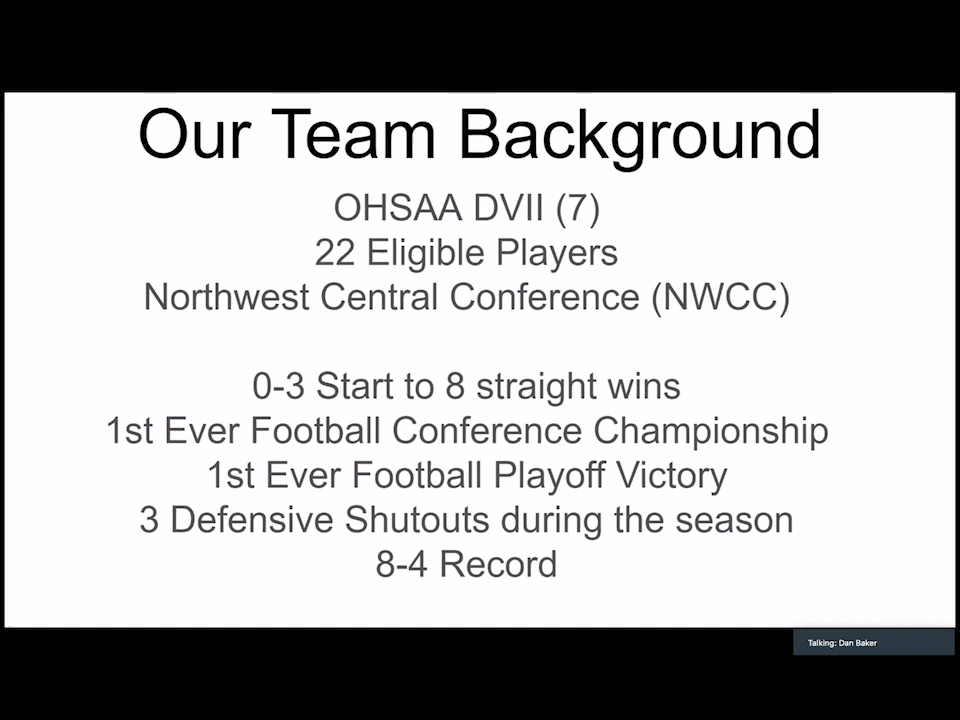 Our Team Background
OHSAA DVII (7)
22 Eligible Players
Northwest Central Conference (NWCC)
0-3 Start to 8 straight wins
1st Ever Football Conference Championship
1st Ever Football Playoff Victory
3 Defensive Shutouts during the season
8-4 Record
Talking: Dan Baker